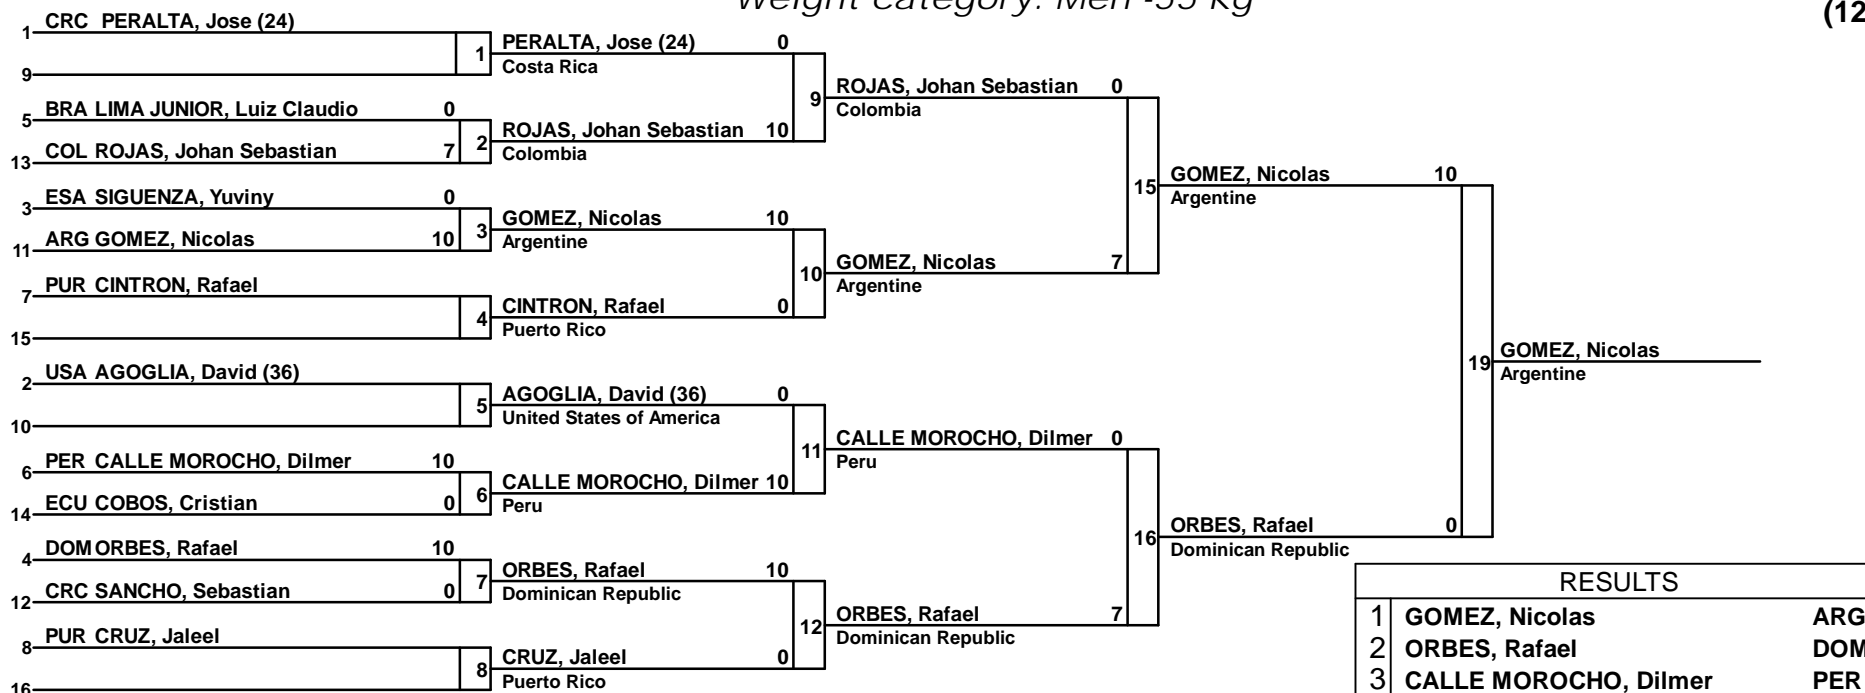 Weight category: Men -55 Kg
(12
1 CRC PERALTA, Jose (24)
9
1
5 BRA LIMA JUNIOR, Luiz Claudio 0
13 COL ROJAS, Johan Sebastian 7
2
3 ESA SIGUENZA, Yuviny 0
11 ARG GOMEZ, Nicolas 10
3
7 PUR CINTRON, Rafael
15
4
2 USA AGOGLIA, David (36)
10
5
6 PER CALLE MOROCHO, Dilmer 10
14 ECU COBOS, Cristian 0
6
4 DOM ORBES, Rafael 10
12 CRC SANCHO, Sebastian 0
7
8 PUR CRUZ, Jaleel
16
8
PERALTA, Jose (24) 0
Costa Rica
ROJAS, Johan Sebastian 10
Colombia
9
GOMEZ, Nicolas 10
Argentine
CINTRON, Rafael 0
Puerto Rico
10
AGOGLIA, David (36) 0
United States of America
CALLE MOROCHO, Dilmer 10
Peru
11
ORBES, Rafael 10
Dominican Republic
CRUZ, Jaleel 0
Puerto Rico
12
ROJAS, Johan Sebastian 0
Colombia
GOMEZ, Nicolas 7
Argentine
15
CALLE MOROCHO, Dilmer 0
Peru
ORBES, Rafael 7
Dominican Republic
16
GOMEZ, Nicolas 10
Argentine
ORBES, Rafael 0
Dominican Republic
19
GOMEZ, Nicolas
Argentine
RESULTS
1 GOMEZ, Nicolas ARG
2 ORBES, Rafael DOM
3 CALLE MOROCHO, Dilmer PER